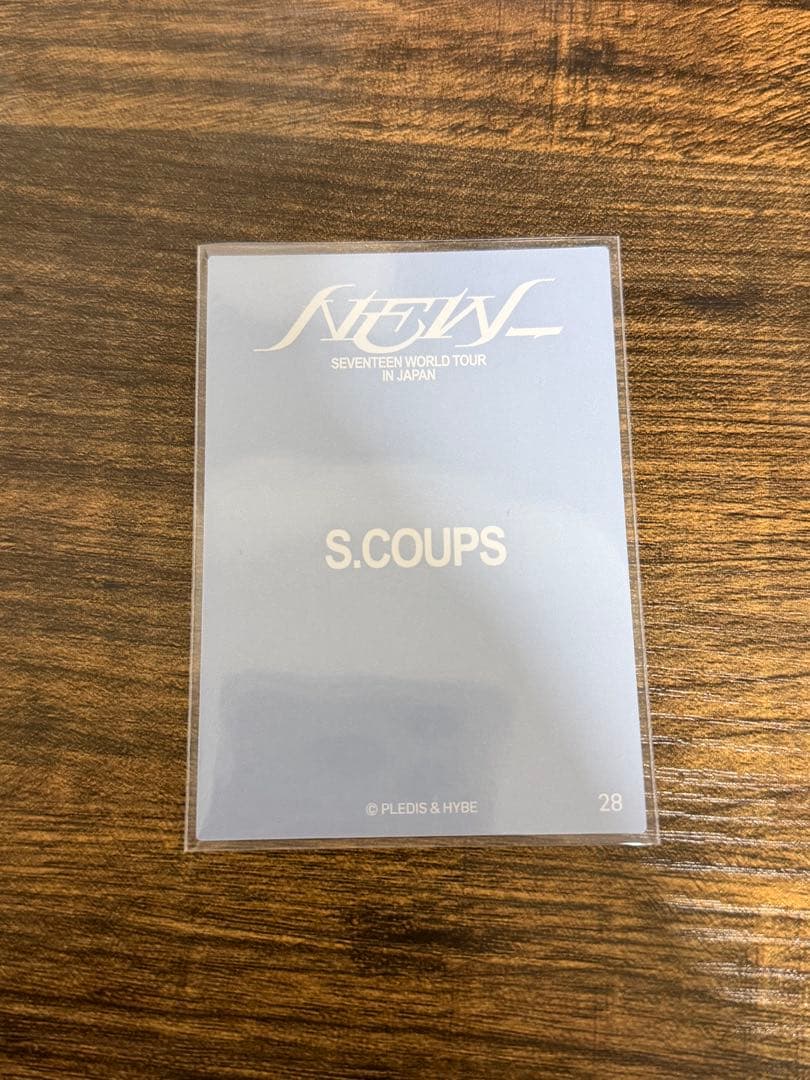 NEW_
SEVENTEEN WORLD TOUR
IN JAPAN
S.COUPS
© PLEDIS & HYBE
28